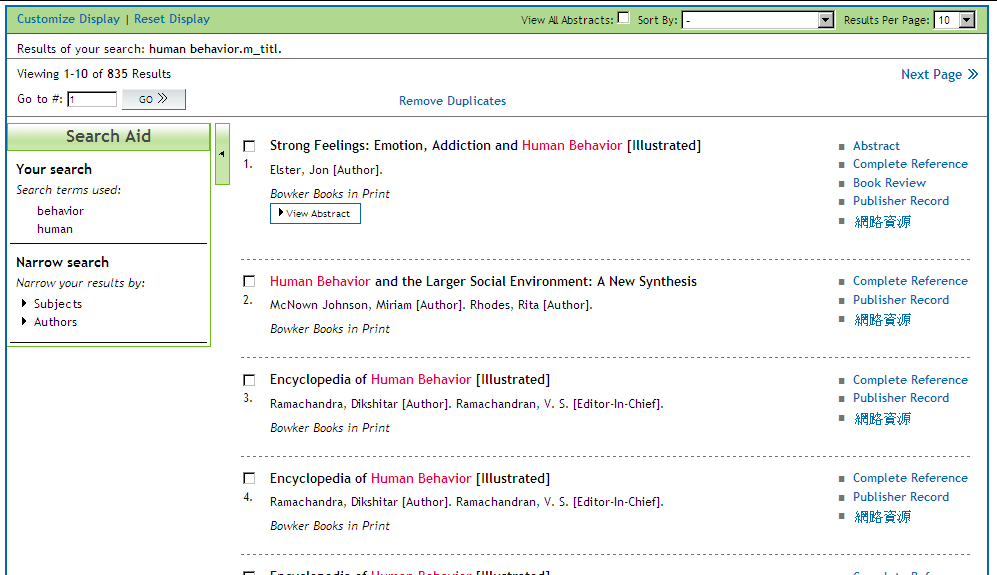 Customize Display | Reset Display View All Abstracts: Sort By: - Results Per Page: 10
Results of your search: human behavior.m_titl.
Viewing 1-10 of 835 Results Next Page
Go to #: 1 GO Remove Duplicates
Search Aid
Your search
Search terms used:
behavior
human
Narrow search
Narrow your results by:
Subjects
Authors
1.
Strong Feelings: Emotion, Addiction and Human Behavior [Illustrated]
Elster, Jon [Author].
Bowker Books in Print
View Abstract
Abstract
Complete Reference
Book Review
Publisher Record
網路資源
2.
Human Behavior and the Larger Social Environment: A New Synthesis
McNown Johnson, Miriam [Author]. Rhodes, Rita [Author].
Bowker Books in Print
Complete Reference
Publisher Record
網路資源
3.
Encyclopedia of Human Behavior [Illustrated]
Ramachandra, Dikshitar [Author]. Ramachandran, V. S. [Editor-In-Chief].
Bowker Books in Print
Complete Reference
Publisher Record
網路資源
4.
Encyclopedia of Human Behavior [Illustrated]
Ramachandra, Dikshitar [Author]. Ramachandran, V. S. [Editor-In-Chief].
Bowker Books in Print
Complete Reference
Publisher Record
網路資源
Encyclopedia of Human Behavior [Illustrated]
Complete Reference